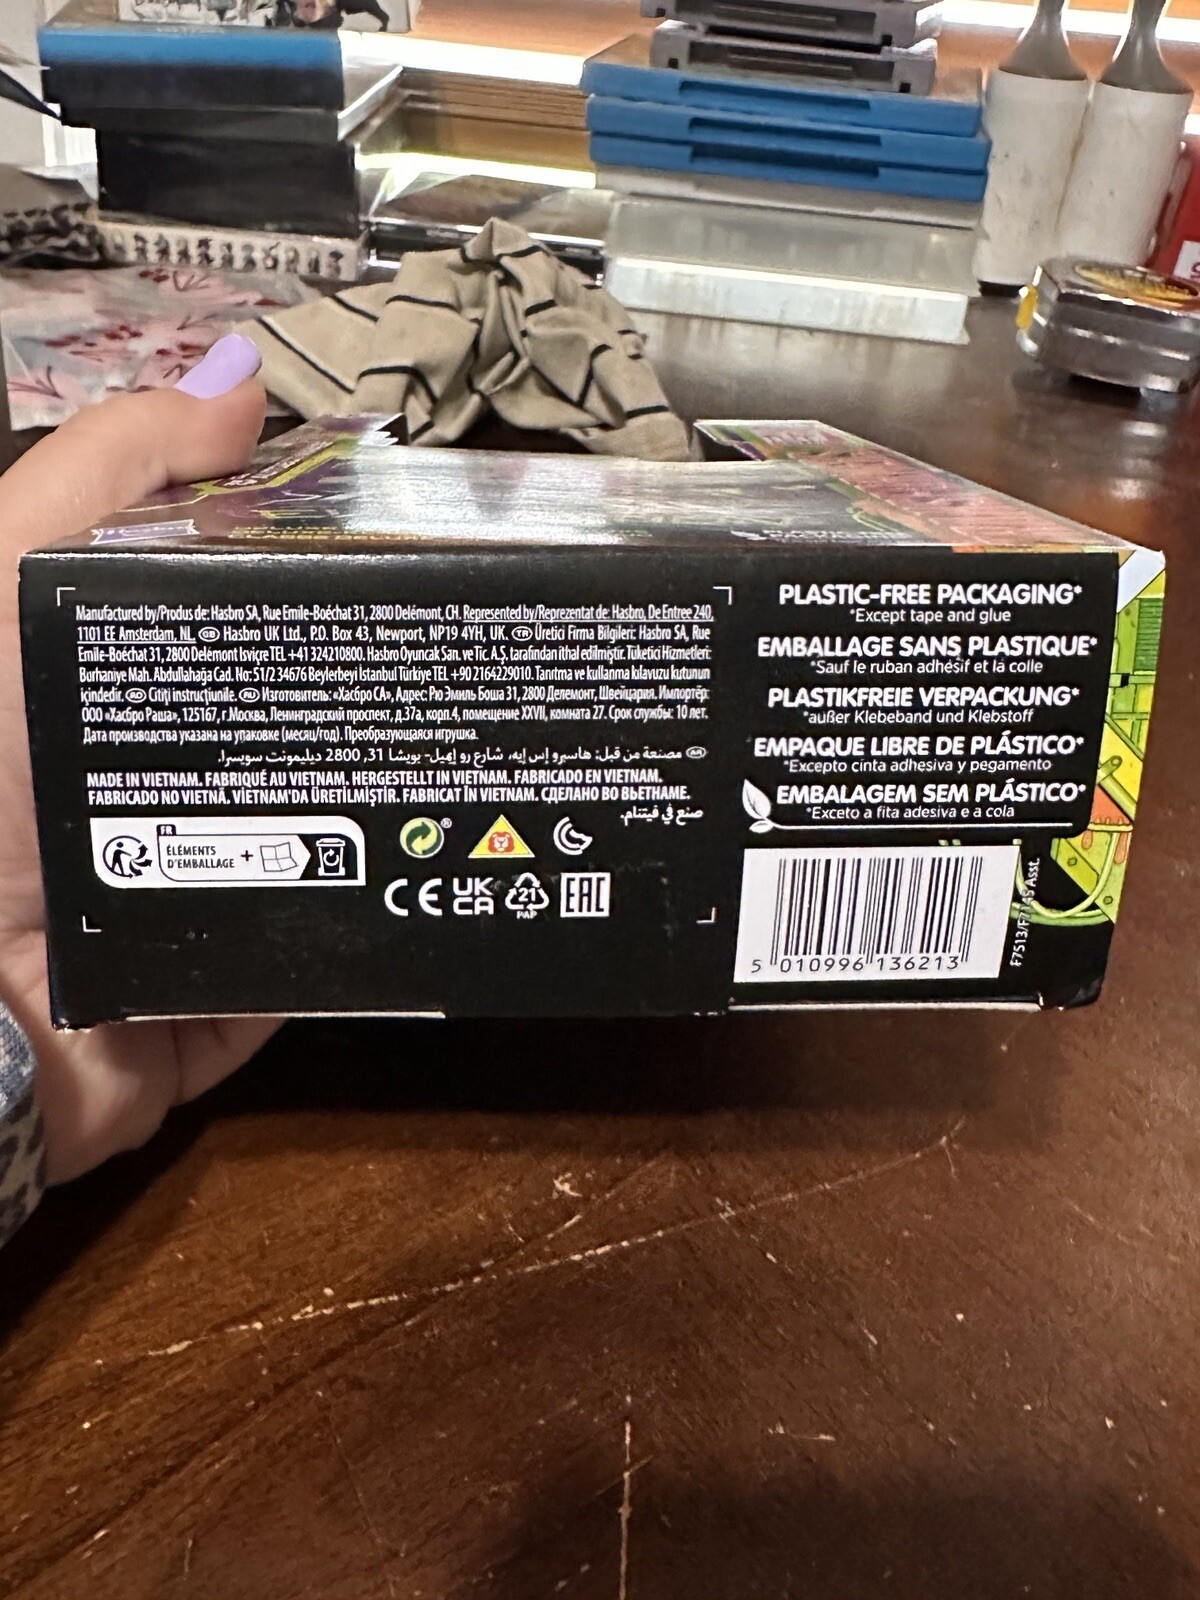 Manufactured by/Produs de: Hasbro SA, Rue Emile-Boéchat 31, 2800 Delémont, CH. Represented by/Reprezentat de: Hasbro, De Entree 240,
1101 EE Amsterdam, NL. GB Hasbro UK Ltd., P.O. Box 43, Newport, NP19 4YH, UK. TR Üretici Firma Bilgileri: Hasbro SA, Rue
Emile-Boéchat 31, 2800 Delémont İsviçre TEL +41 324210800. Hasbro Oyuncak San. ve Tic. A.Ş. tarafından ithal edilmiştir. Tüketici Hizmetleri:
Burhaniye Mah. Abdullahağa Cad. No: 51/2 34676 Beylerbeyi İstanbul Türkiye TEL +90 2164229010. Tanıtma ve kullanma kılavuzu kutunun
içindedir. RO Citiți instrucțiunile. RU Изготовитель: «Хасбро СА», Адрес: Рю Эмиль Боша 31, 2800 Делемонт, Швейцария. Импортёр:
ООО «Хасбро Раша», 125167, г.Москва, Ленинградский проспект, д.37а, корп.4, помещение XXVII, комната 27. Срок службы: 10 лет.
Дата производства указана на упаковке (месяц/год). Преобразующаяся игрушка.
AR مصنعة من قبل: هاسبرو إس إيه، شارع رو إميل- بويشا 31، 2800 ديليمونت سويسرا.
MADE IN VIETNAM. FABRIQUÉ AU VIETNAM. HERGESTELLT IN VIETNAM. FABRICADO EN VIETNAM.
FABRICADO NO VIETNÃ. VİETNAM'DA ÜRETİLMİŞTİR. FABRICAT ÎN VIETNAM. СДЕЛАНО ВО ВЬЕТНАМЕ.
صنع في فيتنام.
FR
ÉLÉMENTS
D'EMBALLAGE +
®
CE UK
CA 21
PAP EAC
PLASTIC-FREE PACKAGING*
*Except tape and glue
EMBALLAGE SANS PLASTIQUE*
*Sauf le ruban adhésif et la colle
PLASTIKFREIE VERPACKUNG*
*außer Klebeband und Klebstoff
EMPAQUE LIBRE DE PLÁSTICO*
*Excepto cinta adhesiva y pegamento
EMBALAGEM SEM PLÁSTICO*
*Exceto a fita adesiva e a cola
5 010996 136213
F7513/F7145 Asst.